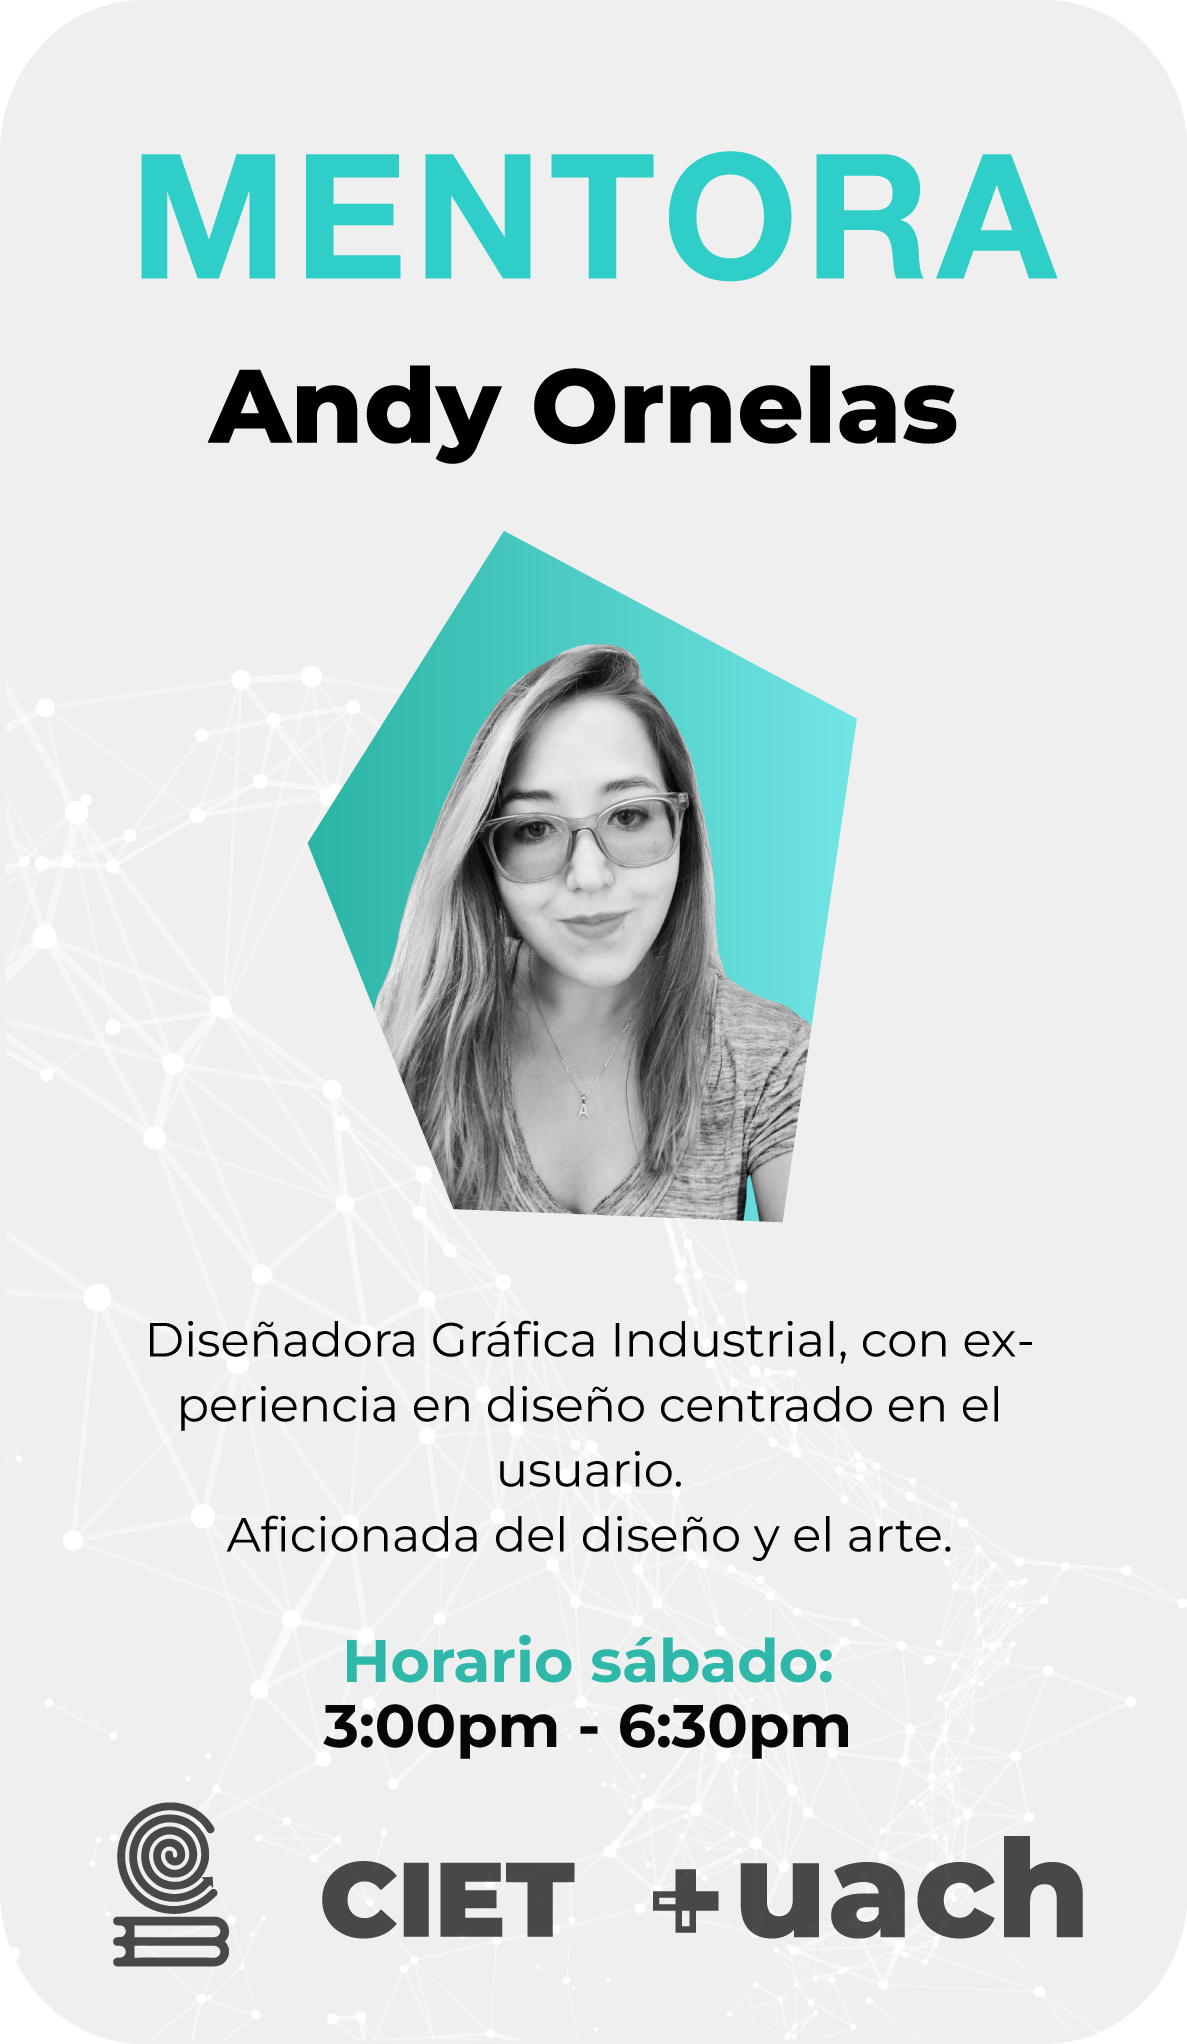 MENTORA
Andy Ornelas
A
Diseñadora Gráfica Industrial, con ex-
periencia en diseño centrado en el
usuario.
Aficionada del diseño y el arte.
Horario sábado:
3:00pm - 6:30pm
CIET +uach